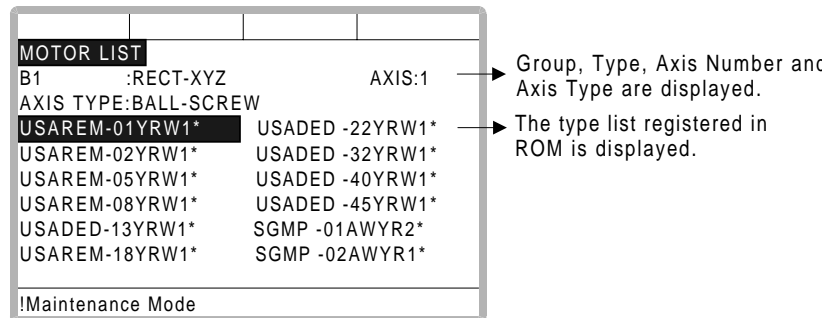 MOTOR LIST
B1 :RECT-XYZ AXIS:1
AXIS TYPE:BALL-SCREW
USAREM-01YRW1* USADED -22YRW1*
USAREM-02YRW1* USADED -32YRW1*
USAREM-05YRW1* USADED -40YRW1*
USAREM-08YRW1* USADED -45YRW1*
USADED-13YRW1* SGMP -01AWYR2*
USAREM-18YRW1* SGMP -02AWYR1*
!Maintenance Mode
Group, Type, Axis Number and
Axis Type are displayed.
The type list registered in
ROM is displayed.